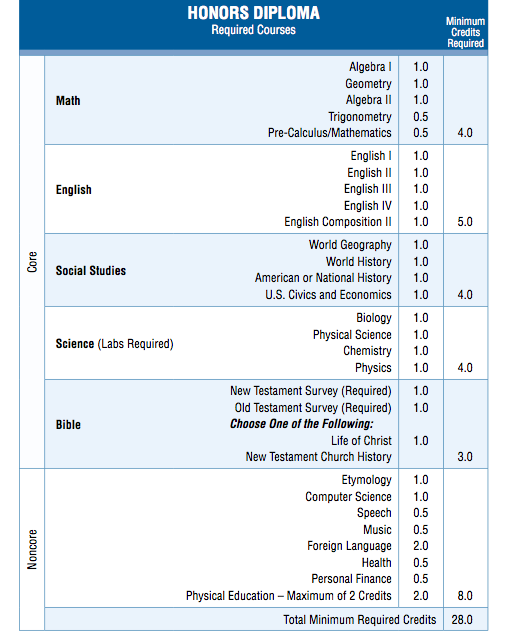 HONORS DIPLOMA
Required Courses
Minimum
Credits
Required
Core
Math
Algebra I 1.0
Geometry 1.0
Algebra II 1.0
Trigonometry 0.5
Pre-Calculus/Mathematics 0.5 4.0
English
English I 1.0
English II 1.0
English III 1.0
English IV 1.0
English Composition II 1.0 5.0
Social Studies
World Geography 1.0
World History 1.0
American or National History 1.0
U.S. Civics and Economics 1.0 4.0
Science (Labs Required)
Biology 1.0
Physical Science 1.0
Chemistry 1.0
Physics 1.0 4.0
Bible
New Testament Survey (Required) 1.0
Old Testament Survey (Required) 1.0
Choose One of the Following:
Life of Christ 1.0
New Testament Church History 3.0
Noncore
Etymology 1.0
Computer Science 1.0
Speech 0.5
Music 0.5
Foreign Language 2.0
Health 0.5
Personal Finance 0.5
Physical Education – Maximum of 2 Credits 2.0 8.0
Total Minimum Required Credits 28.0